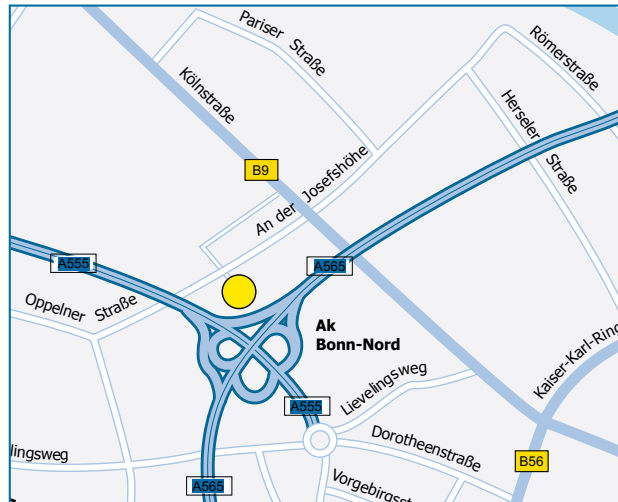 Pariser Straße
Römerstraße
Kölnstraße
Herseler Straße
B9
An der Josefshöhe
A555
A565
Oppelner Straße
Ak
Bonn-Nord
Kaiser-Karl-Ring
Lievelingsweg
A555
Dorotheenstraße
lingsweg
B56
A565
Vorgebirgsst